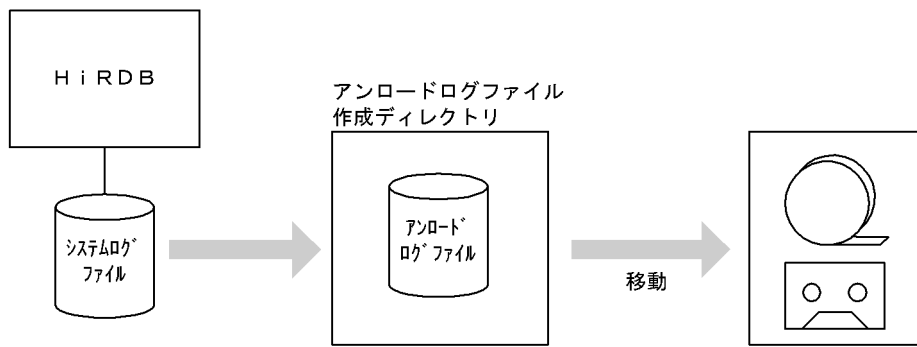 HiRDB
アンロードログファイル
作成ディレクトリ
システムログ
ファイル
アンロード
ログファイル
移動